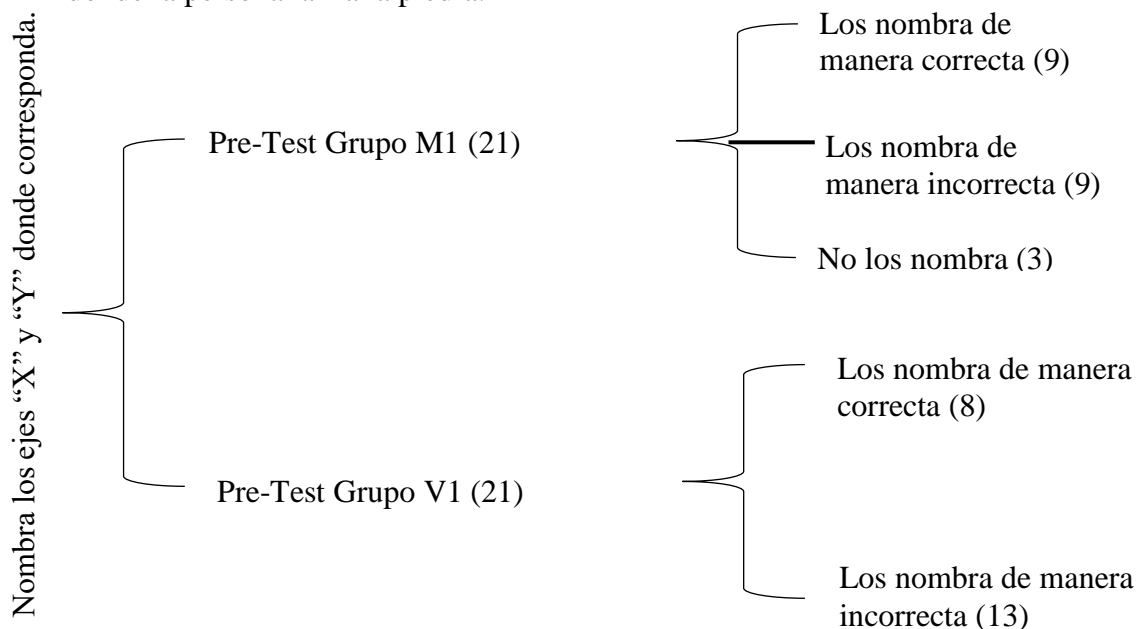 Nombra los ejes “X” y “Y” donde corresponda.
Pre-Test Grupo M1 (21)
Los nombra de
manera correcta (9)
Los nombra de
manera incorrecta (9)
No los nombra (3)
Pre-Test Grupo V1 (21)
Los nombra de manera
correcta (8)
Los nombra de manera
incorrecta (13)